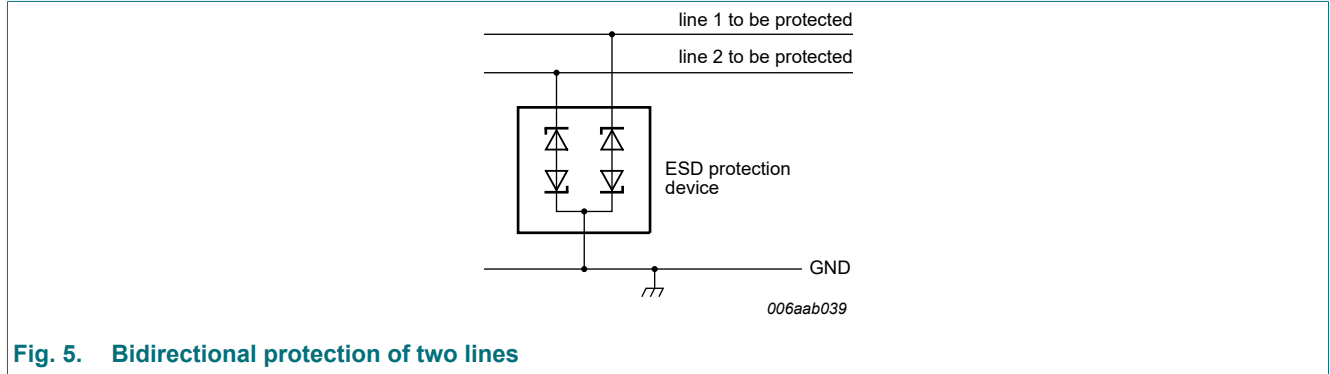 line 1 to be protected
line 2 to be protected
ESD protection
device
GND
006aab039
Fig. 5. Bidirectional protection of two lines